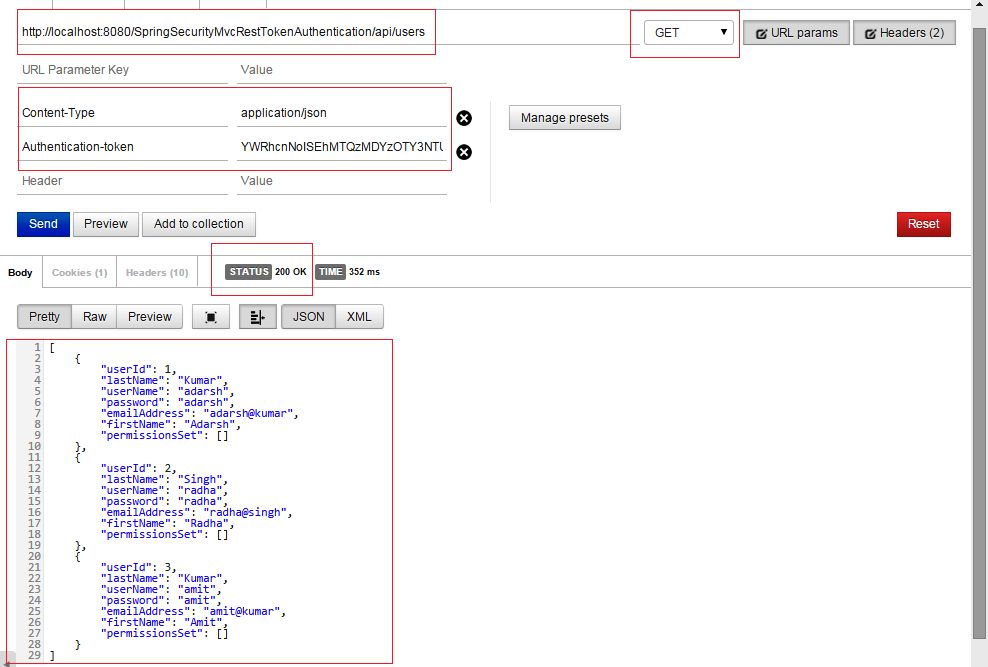 http://localhost:8080/SpringSecurityMvcRestTokenAuthentication/api/users GET URL params Headers (2)
URL Parameter Key Value
Content-Type application/json
Manage presets
Authentication-token YWRhcnNoISEhMTQzMDYzOTY3NTU
Header Value
Send Preview Add to collection Reset
Body Cookies (1) Headers (10) STATUS 200 OK TIME 352 ms
Pretty Raw Preview JSON XML
1 [
2 {
3 "userId": 1,
4 "lastName": "Kumar",
5 "userName": "adarsh",
6 "password": "adarsh",
7 "emailAddress": "adarsh@kumar",
8 "firstName": "Adarsh",
9 "permissionsSet": []
10 },
11 {
12 "userId": 2,
13 "lastName": "Singh",
14 "userName": "radha",
15 "password": "radha",
16 "emailAddress": "radha@singh",
17 "firstName": "Radha",
18 "permissionsSet": []
19 },
20 {
21 "userId": 3,
22 "lastName": "Kumar",
23 "userName": "amit",
24 "password": "amit",
25 "emailAddress": "amit@kumar",
26 "firstName": "Amit",
27 "permissionsSet": []
28 }
29 ]